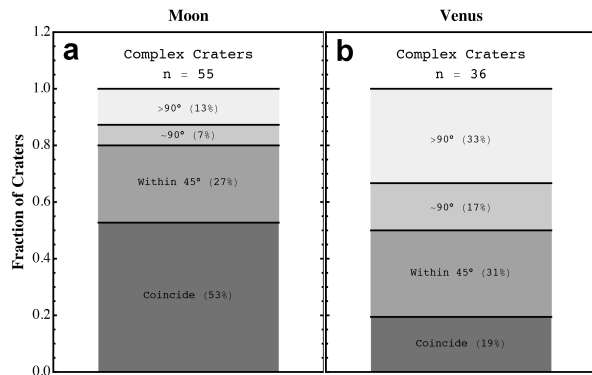 Moon
Venus
a
Complex Craters
n = 55
b
Complex Craters
n = 36
Fraction of Craters
1.2
1.0
0.8
0.6
0.4
0.2
0.0
>90° (13%)
~90° (7%)
Within 45° (27%)
Coincide (53%)
>90° (33%)
~90° (17%)
Within 45° (31%)
Coincide (19%)